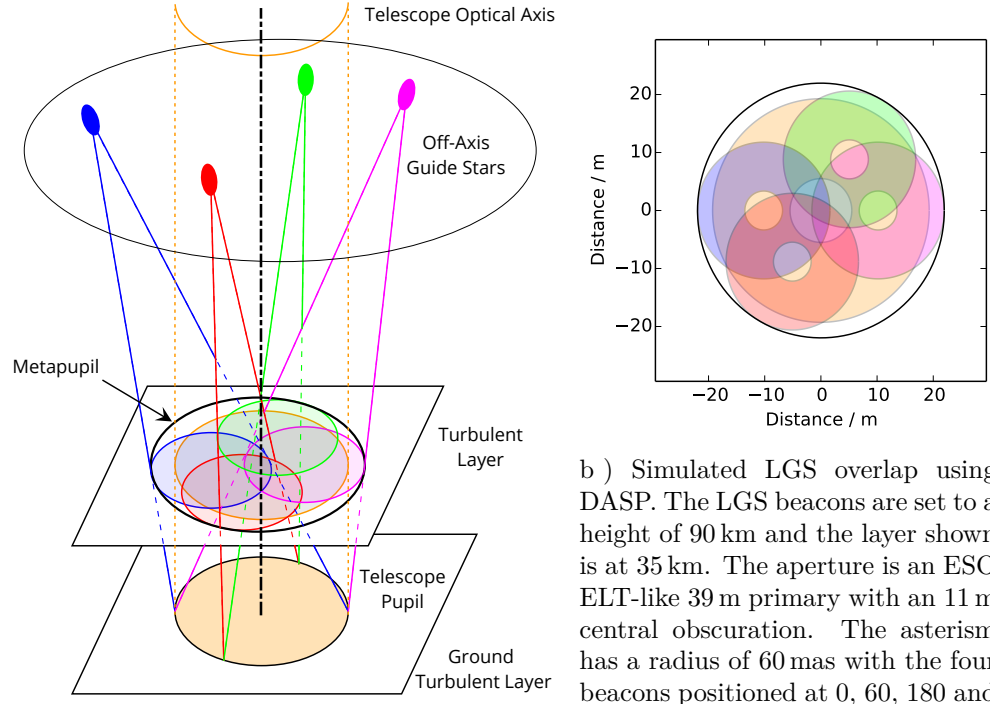 Telescope Optical Axis
Off-Axis
Guide Stars
Metapupil
Turbulent
Layer
Telescope
Pupil
Ground
Turbulent Layer
20
10
0
−10
−20
Distance / m
−20 −10 0 10 20
Distance / m
b ) Simulated LGS overlap using
DASP. The LGS beacons are set to a
height of 90 km and the layer shown
is at 35 km. The aperture is an ESO
ELT-like 39 m primary with an 11 m
central obscuration. The asterism
has a radius of 60 mas with the four
beacons positioned at 0, 60, 180 and